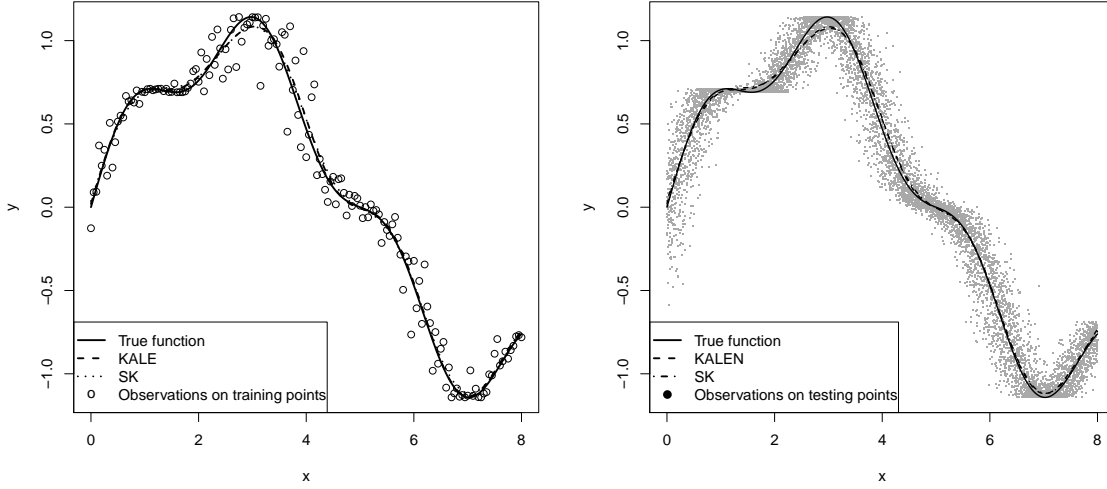 1.0
0.5
0.0
−0.5
−1.0
y
True function
KALE
SK
Observations on training points
0
2
4
6
8
x
1.0
0.5
0.0
−0.5
−1.0
y
True function
KALEN
SK
Observations on testing points
0
2
4
6
8
x